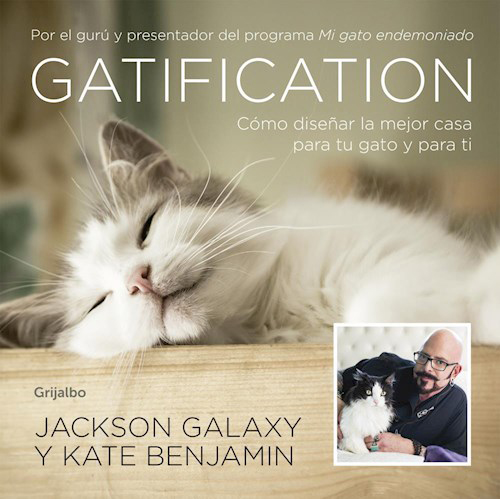 Por el gurú y presentador del programa Mi gato endemoniado
GATIFICATION
Cómo diseñar la mejor casa
para tu gato y para ti
Grijalbo
JACKSON GALAXY
Y KATE BENJAMIN